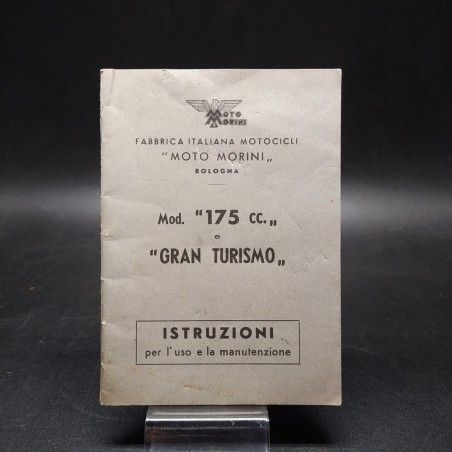 MOTO
MORINI
FABBRICA ITALIANA MOTOCICLI
"MOTO MORINI„
BOLOGNA
Mod. "175 cc.„
e
"GRAN TURISMO„
ISTRUZIONI
per l'uso e la manutenzione